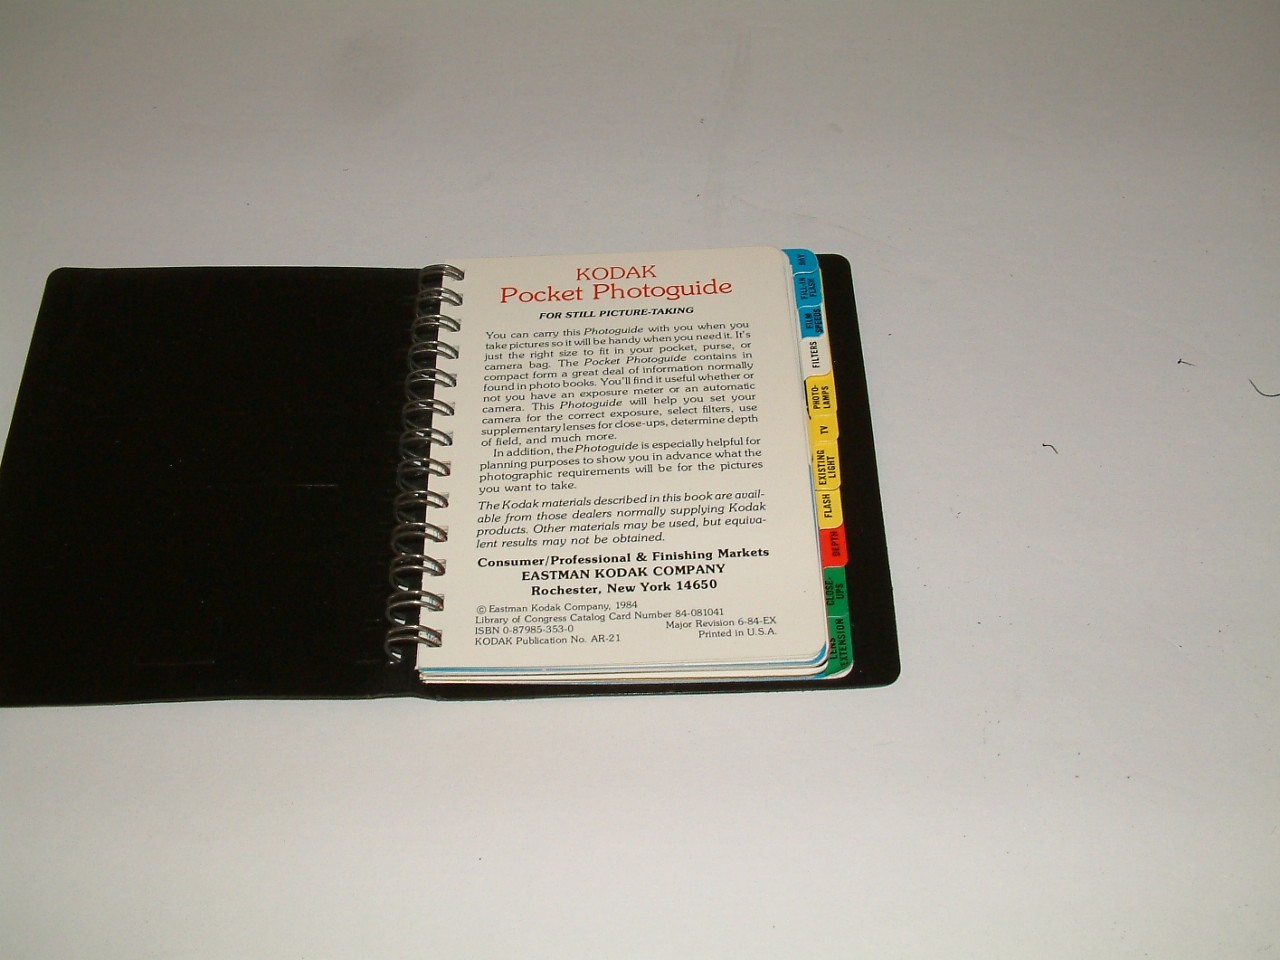 KODAK
Pocket Photoguide
FOR STILL PICTURE-TAKING
You can carry this Photoguide with you when you
take pictures so it will be handy when you need it. It's
just the right size to fit in your pocket, purse, or
camera bag. The Pocket Photoguide contains in
compact form a great deal of information normally
found in photo books. You'll find it useful whether or
not you have an exposure meter or an automatic
camera. This Photoguide will help you set your
camera for the correct exposure, select filters, use
supplementary lenses for close-ups, determine depth
of field, and much more.
In addition, the Photoguide is especially helpful for
planning purposes to show you in advance what the
photographic requirements will be for the pictures
you want to take.
The Kodak materials described in this book are avail-
able from those dealers normally supplying Kodak
products. Other materials may be used, but equiva-
lent results may not be obtained.
Consumer/Professional & Finishing Markets
EASTMAN KODAK COMPANY
Rochester, New York 14650
© Eastman Kodak Company, 1984
Library of Congress Catalog Card Number 84-081041
ISBN 0-87985-353-0
Major Revision 6-84-EX
KODAK Publication No. AR-21
Printed in U.S.A.
DAY
FILL-IN
FLASH
FILM
SPEEDS
FILTERS
PHOTO-
LAMPS
TV
EXISTING
LIGHT
FLASH
DEPTH
CLOSE-
UPS
LENS
EXTENSION